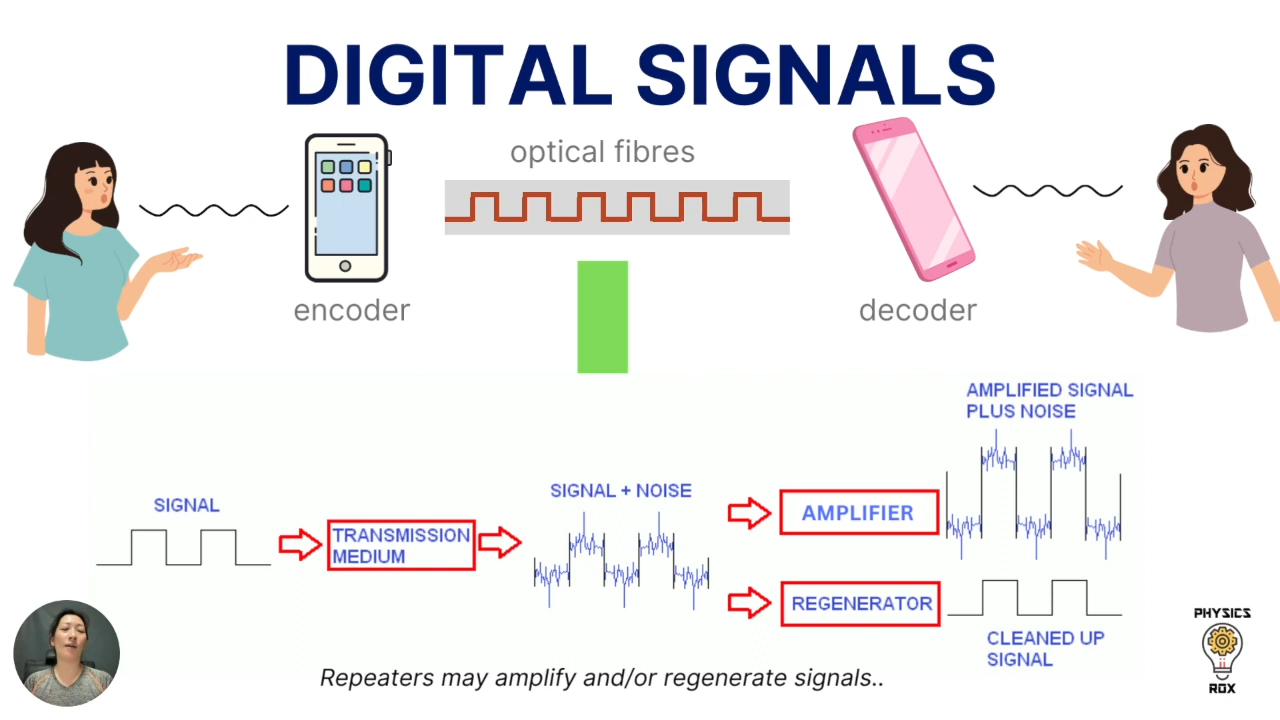 DIGITAL SIGNALS
optical fibres
encoder
decoder
AMPLIFIED SIGNAL
PLUS NOISE
SIGNAL
SIGNAL + NOISE
TRANSMISSION
MEDIUM
AMPLIFIER
REGENERATOR
CLEANED UP
SIGNAL
Repeaters may amplify and/or regenerate signals..
PHYSICS
ROX